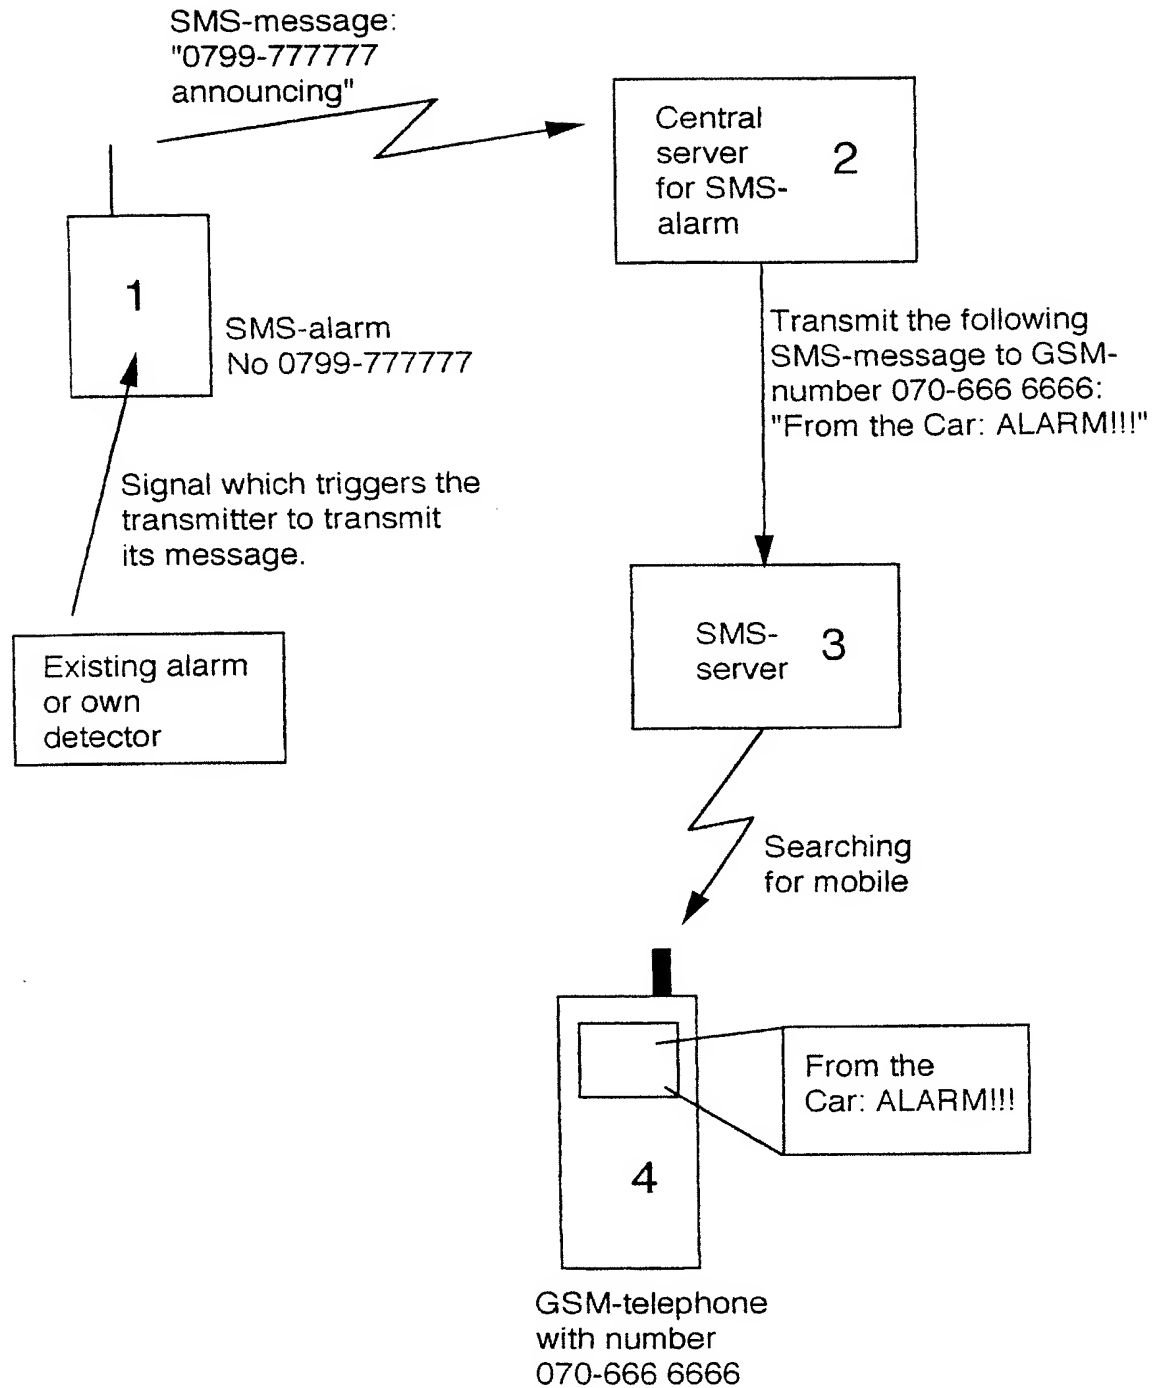 SMS-message:
"0799-777777
announcing"
Central
server
for SMS-
alarm
2
1
SMS-alarm
No 0799-777777
Transmit the following
SMS-message to GSM-
number 070-666 6666:
"From the Car: ALARM!!!"
Signal which triggers the
transmitter to transmit
its message.
Existing alarm
or own
detector
SMS-
server
3
Searching
for mobile
From the
Car: ALARM!!!
4
GSM-telephone
with number
070-666 6666